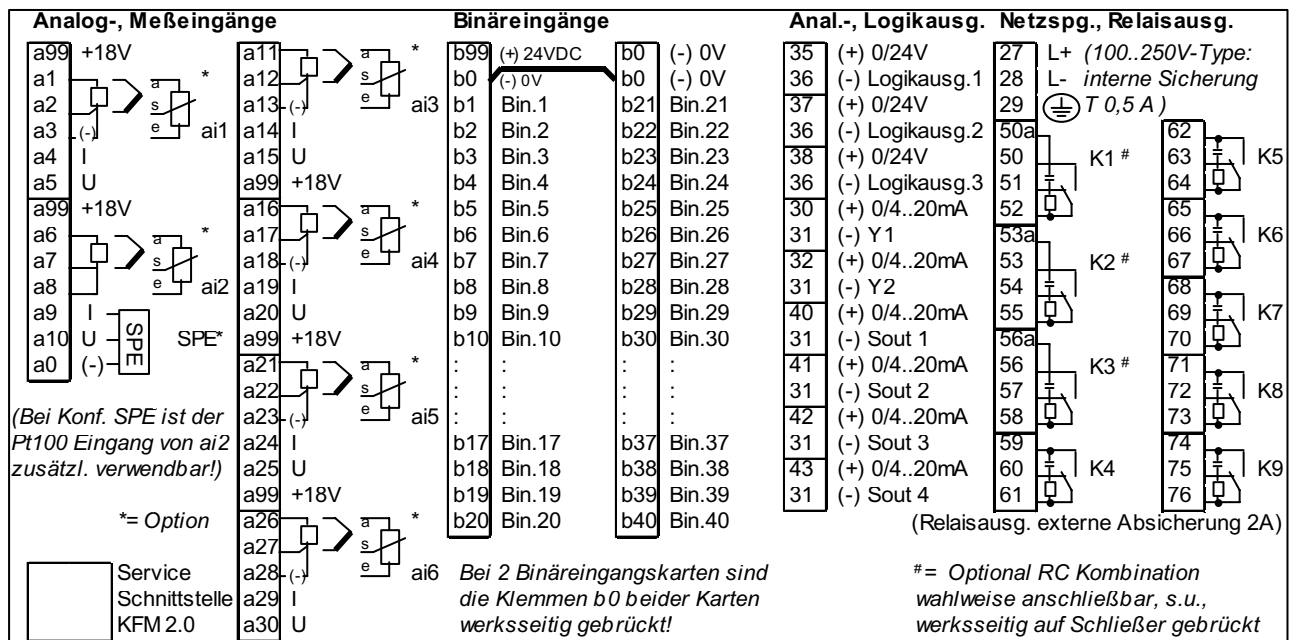 Analog-, Meßeingänge
a99 +18V
a1
a2
a3 (-)
a4 I
a5 U
a s e * ai1
a99 +18V
a6
a7
a8
a9 I
a10 U
a0 (-)
a s e * ai2
SPE SPE*
(Bei Konf. SPE ist der
Pt100 Eingang von ai2
zusätzl. verwendbar!)
*= Option
Service
Schnittstelle
KFM 2.0
a11
a12
a13 (-)
a14 I
a15 U
a s e * ai3
a99 +18V
a16
a17
a18 (-)
a19 I
a20 U
a s e * ai4
a99 +18V
a21
a22
a23 (-)
a24 I
a25 U
a s e * ai5
a99 +18V
a26
a27
a28 (-)
a29 I
a30 U
a s e * ai6
Binäreingänge
b99 (+) 24VDC
b0 (-) 0V
b1 Bin.1
b2 Bin.2
b3 Bin.3
b4 Bin.4
b5 Bin.5
b6 Bin.6
b7 Bin.7
b8 Bin.8
b9 Bin.9
b10 Bin.10
: :
: :
: :
b17 Bin.17
b18 Bin.18
b19 Bin.19
b20 Bin.20
b0 (-) 0V
b0 (-) 0V
b21 Bin.21
b22 Bin.22
b23 Bin.23
b24 Bin.24
b25 Bin.25
b26 Bin.26
b27 Bin.27
b28 Bin.28
b29 Bin.29
b30 Bin.30
: :
: :
: :
b37 Bin.37
b38 Bin.38
b39 Bin.39
b40 Bin.40
Bei 2 Binäreingangskarten sind
die Klemmen b0 beider Karten
werksseitig gebrückt!
Anal.-, Logikausg.
35 (+) 0/24V
36 (-) Logikausg.1
37 (+) 0/24V
36 (-) Logikausg.2
38 (+) 0/24V
36 (-) Logikausg.3
30 (+) 0/4..20mA
31 (-) Y1
32 (+) 0/4..20mA
31 (-) Y2
40 (+) 0/4..20mA
31 (-) Sout 1
41 (+) 0/4..20mA
31 (-) Sout 2
42 (+) 0/4..20mA
31 (-) Sout 3
43 (+) 0/4..20mA
31 (-) Sout 4
Netzspg., Relaisausg.
27 L+ (100..250V-Type:
28 L- interne Sicherung
29 T 0,5 A )
50a
50
51
52
K1 #
53a
53
54
55
K2 #
56a
56
57
58
K3 #
59
60
61
K4
62
63
64
K5
65
66
67
K6
68
69
70
K7
71
72
73
K8
74
75
76
K9
(Relaisausg. externe Absicherung 2A)
#= Optional RC Kombination
wahlweise anschließbar, s.u.,
werksseitig auf Schließer gebrückt